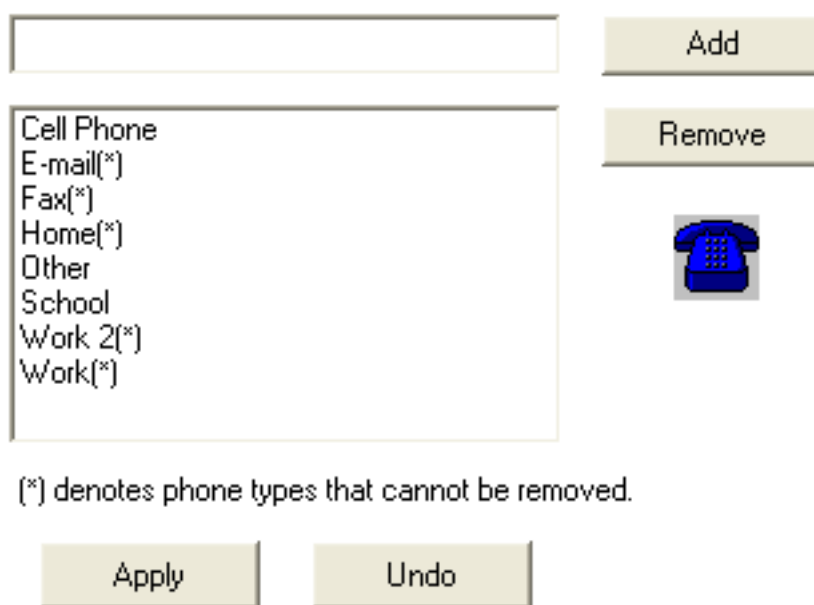 Add
Cell Phone
E-mail(*)
Fax(*)
Home(*)
Other
School
Work 2(*)
Work(*)
Remove
(*) denotes phone types that cannot be removed.
Apply
Undo